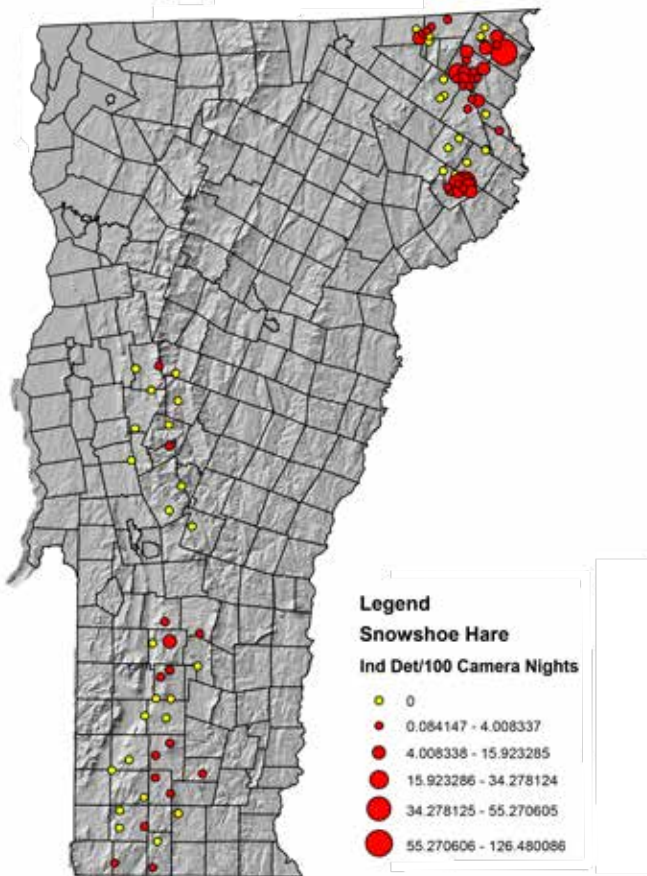 Legend
Snowshoe Hare
Ind Det/100 Camera Nights
0
0.084147 - 4.008337
4.008338 - 15.923285
15.923286 - 34.278124
34.278125 - 55.270605
55.270606 - 126.480086